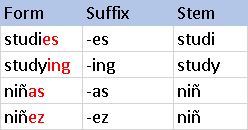 Form Suffix Stem
studies -es studi
studying -ing study
niñas -as niñ
niñez -ez niñ